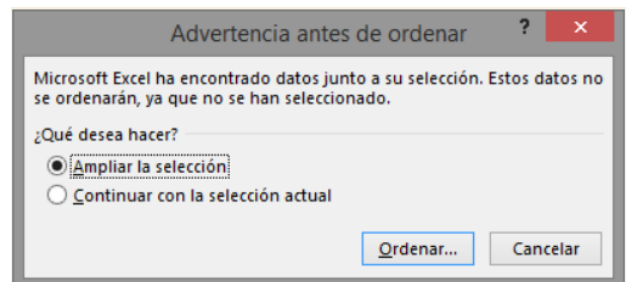 Advertencia antes de ordenar
Microsoft Excel ha encontrado datos junto a su selección. Estos datos no
se ordenarán, ya que no se han seleccionado.
¿Qué desea hacer?
Ampliar la selección
Continuar con la selección actual
Ordenar... Cancelar